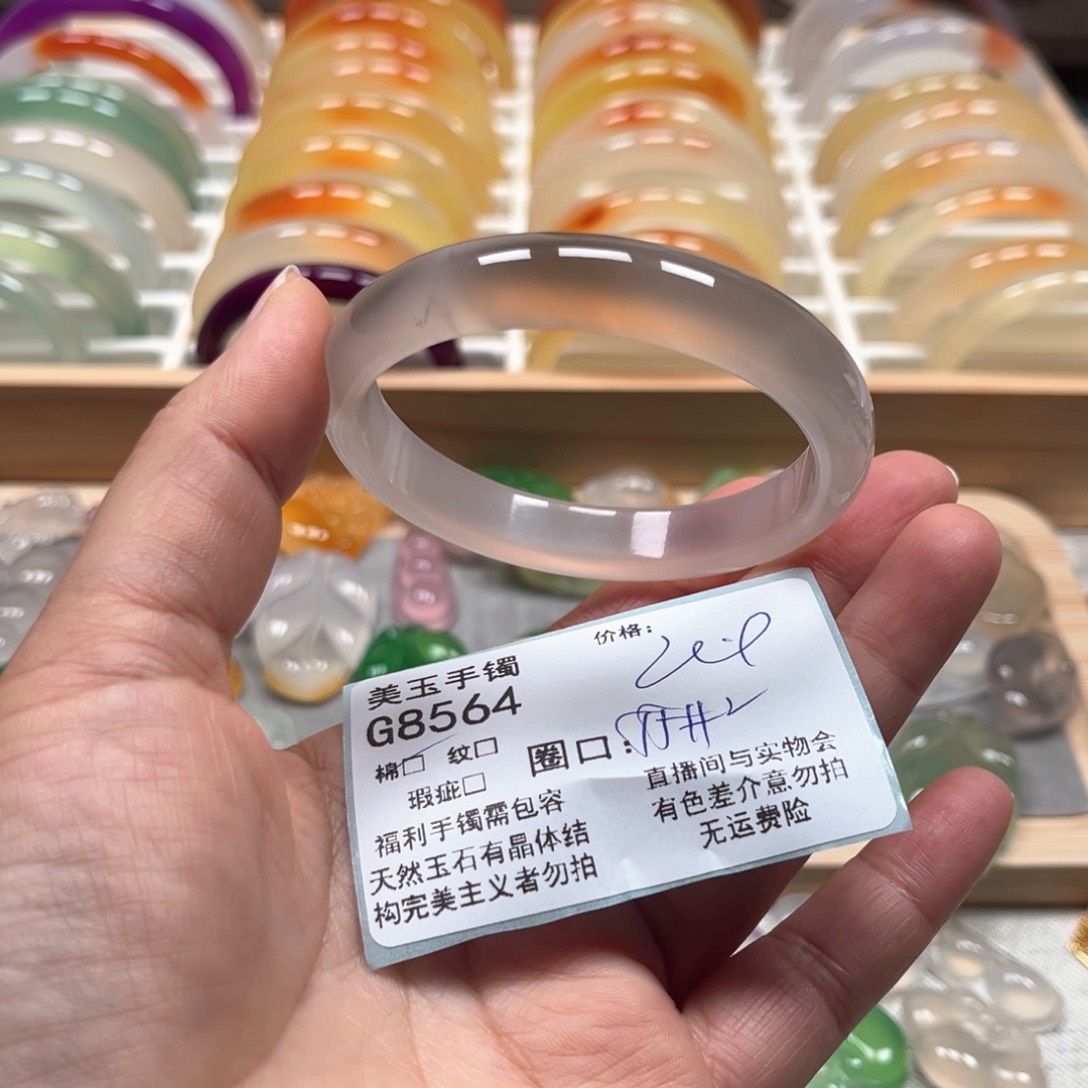 价格:
美玉手镯
G8564
棉□ 纹□ 圈口:
瑕疵□
福利手镯需包容
天然玉石有晶体结
构完美主义者勿拍
直播间与实物会
有色差介意勿拍
无运费险